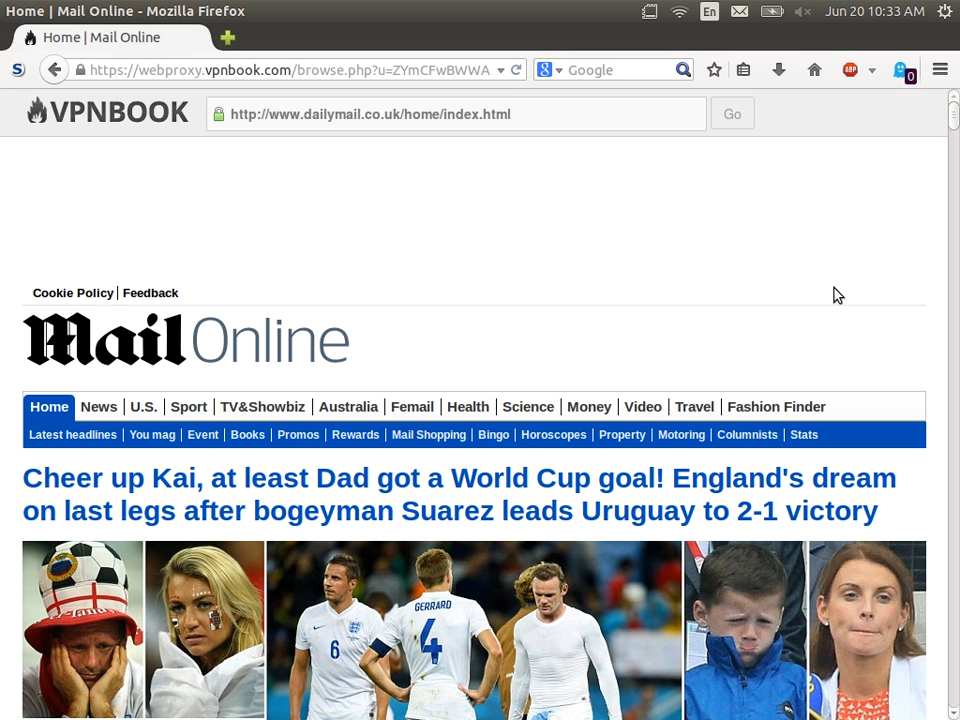 Home | Mail Online - Mozilla Firefox
En
Jun 20 10:33 AM
Home | Mail Online
S
https://webproxy.vpnbook.com/browse.php?u=ZYmCFwBWWA
8
Google
ABP
0
VPNBOOK
http://www.dailymail.co.uk/home/index.html
Go
Cookie Policy | Feedback
Mail Online
Home News U.S. Sport TV&Showbiz Australia Femail Health Science Money Video Travel Fashion Finder
Latest headlines You mag Event Books Promos Rewards Mail Shopping Bingo Horoscopes Property Motoring Columnists Stats
Cheer up Kai, at least Dad got a World Cup goal! England's dream
on last legs after bogeyman Suarez leads Uruguay to 2-1 victory
GERRARD
6
4